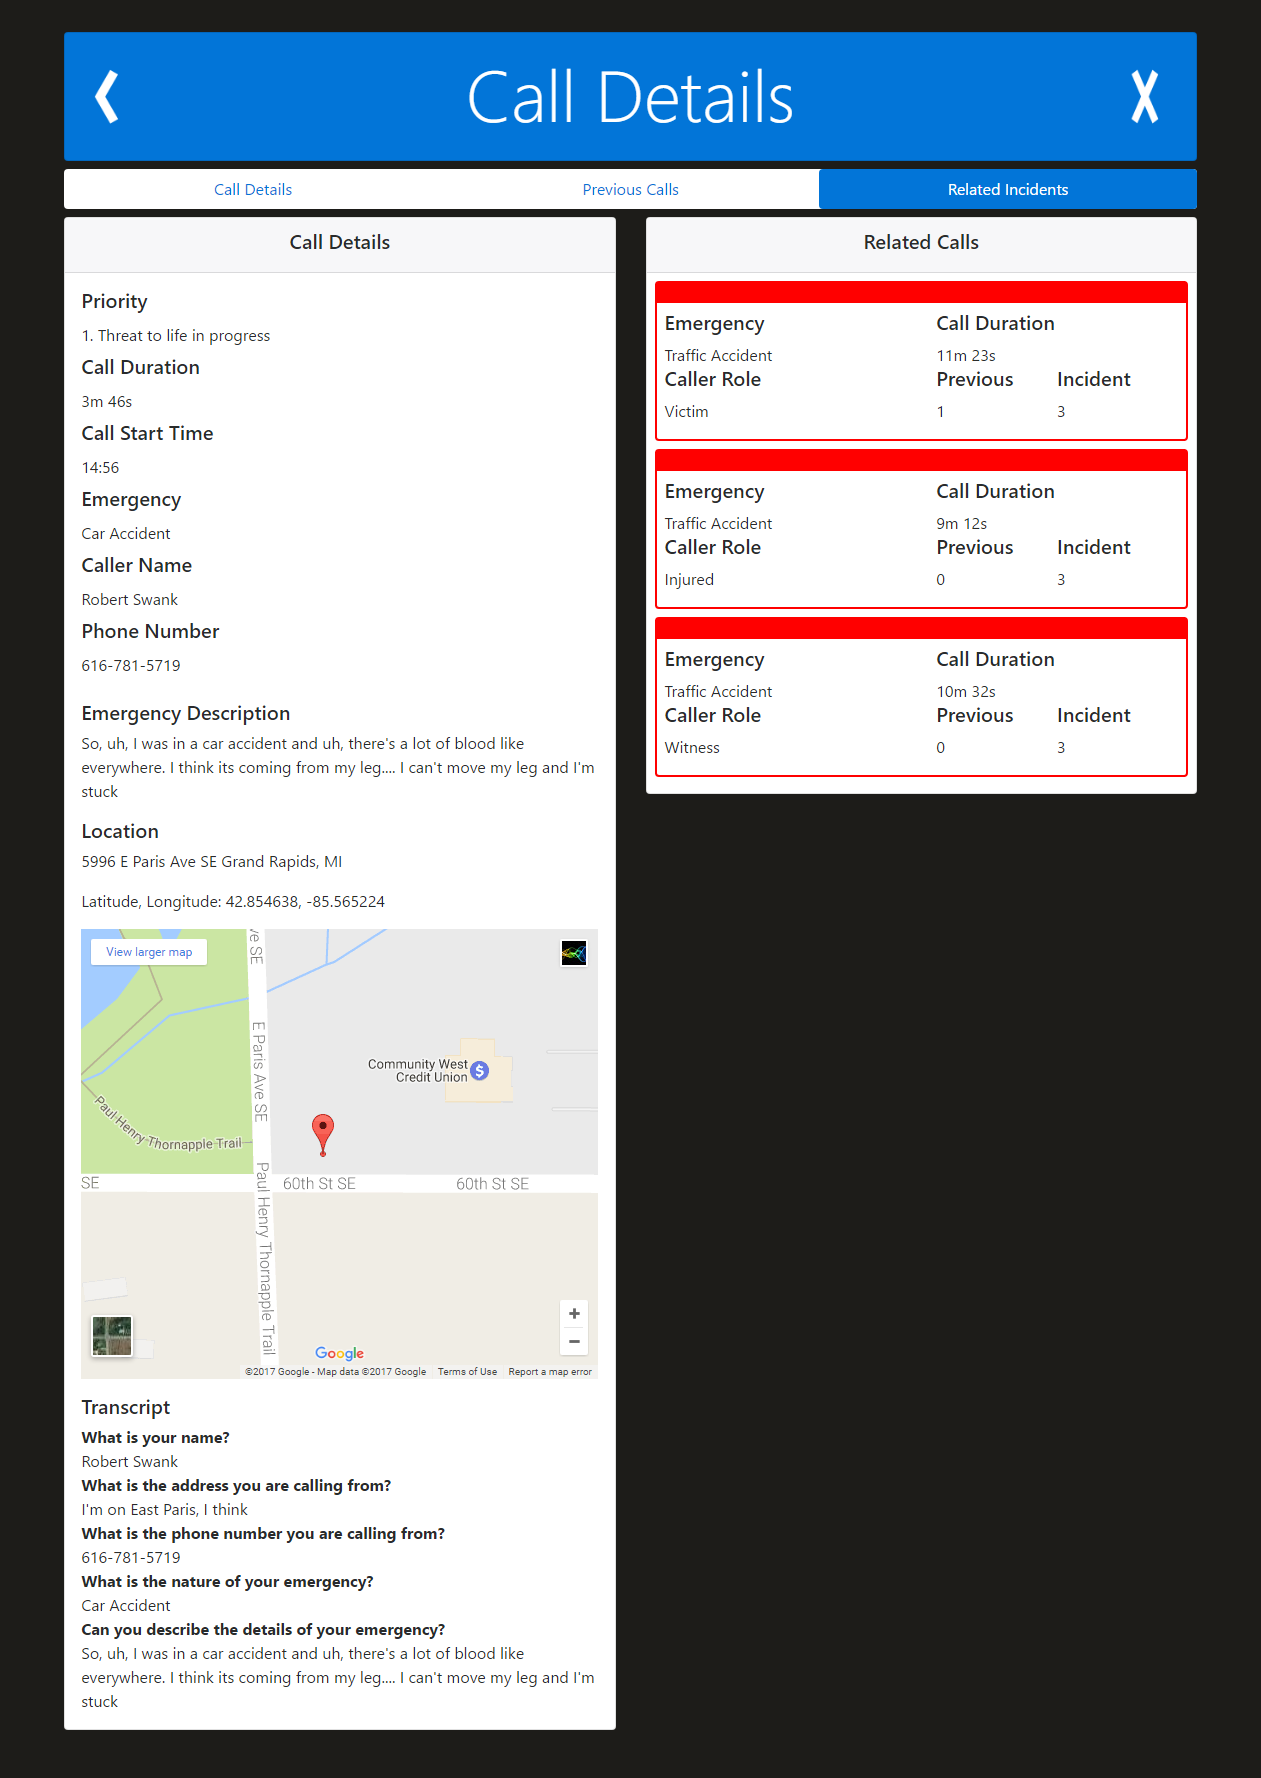 Call Details
Call Details
Previous Calls
Related Incidents
Call Details
Priority
1. Threat to life in progress
Call Duration
3m 46s
Call Start Time
14:56
Emergency
Car Accident
Caller Name
Robert Swank
Phone Number
616-781-5719
Emergency Description
So, uh, I was in a car accident and uh, there's a lot of blood like
everywhere. I think its coming from my leg.... I can't move my leg and I'm
stuck
Location
5996 E Paris Ave SE Grand Rapids, MI
Latitude, Longitude: 42.854638, -85.565224
View larger map
ve SE
E Paris Ave SE
Community West
Credit Union
Paul Henry Thornapple Trail
SE
60th St SE
60th St SE
Paul Henry Thornapple Trail
Google
©2017 Google - Map data ©2017 Google
Terms of Use
Report a map error
Transcript
What is your name?
Robert Swank
What is the address you are calling from?
I'm on East Paris, I think
What is the phone number you are calling from?
616-781-5719
What is the nature of your emergency?
Car Accident
Can you describe the details of your emergency?
So, uh, I was in a car accident and uh, there's a lot of blood like
everywhere. I think its coming from my leg.... I can't move my leg and I'm
stuck
Related Calls
Emergency Call Duration
Traffic Accident 11m 23s
Caller Role Previous Incident
Victim 1 3
Emergency Call Duration
Traffic Accident 9m 12s
Caller Role Previous Incident
Injured 0 3
Emergency Call Duration
Traffic Accident 10m 32s
Caller Role Previous Incident
Witness 0 3